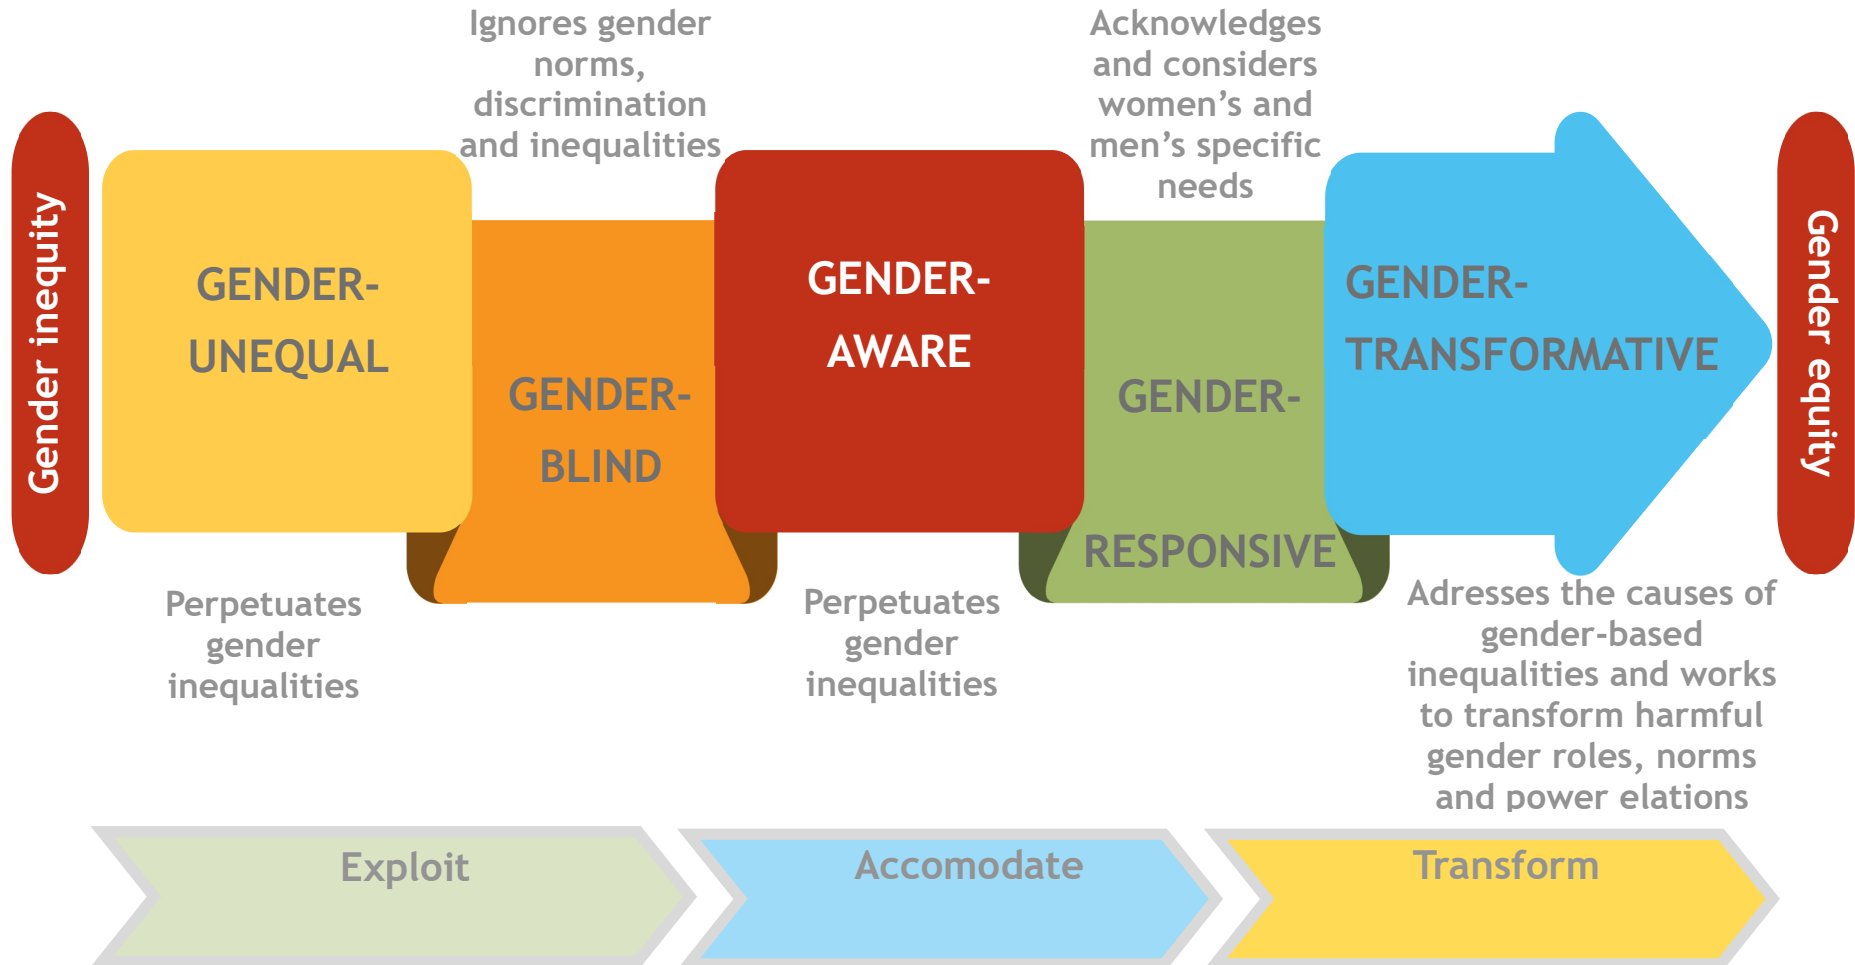 Ignores gender
norms,
discrimination
and inequalities
Acknowledges
and considers
women’s and
men’s specific
needs
Gender inequity
GENDER-
UNEQUAL
GENDER-
BLIND
GENDER-
AWARE
GENDER-
RESPONSIVE
GENDER-
TRANSFORMATIVE
Gender equity
Perpetuates
gender
inequalities
Perpetuates
gender
inequalities
Adresses the causes of
gender-based
inequalities and works
to transform harmful
gender roles, norms
and power elations
Exploit
Accomodate
Transform